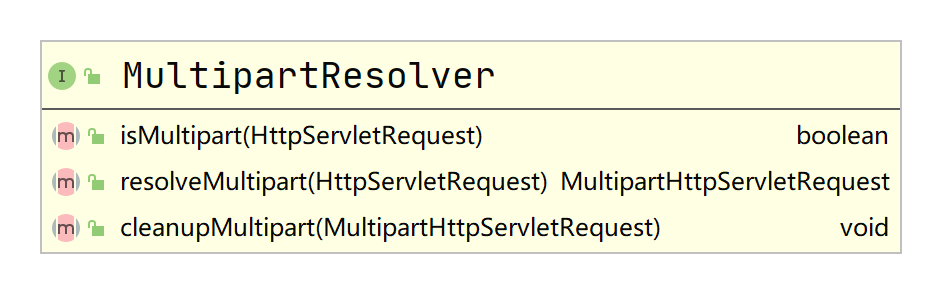 I MultipartResolver
m isMultipart(HttpServletRequest) boolean
m resolveMultipart(HttpServletRequest) MultipartHttpServletRequest
m cleanupMultipart(MultipartHttpServletRequest) void